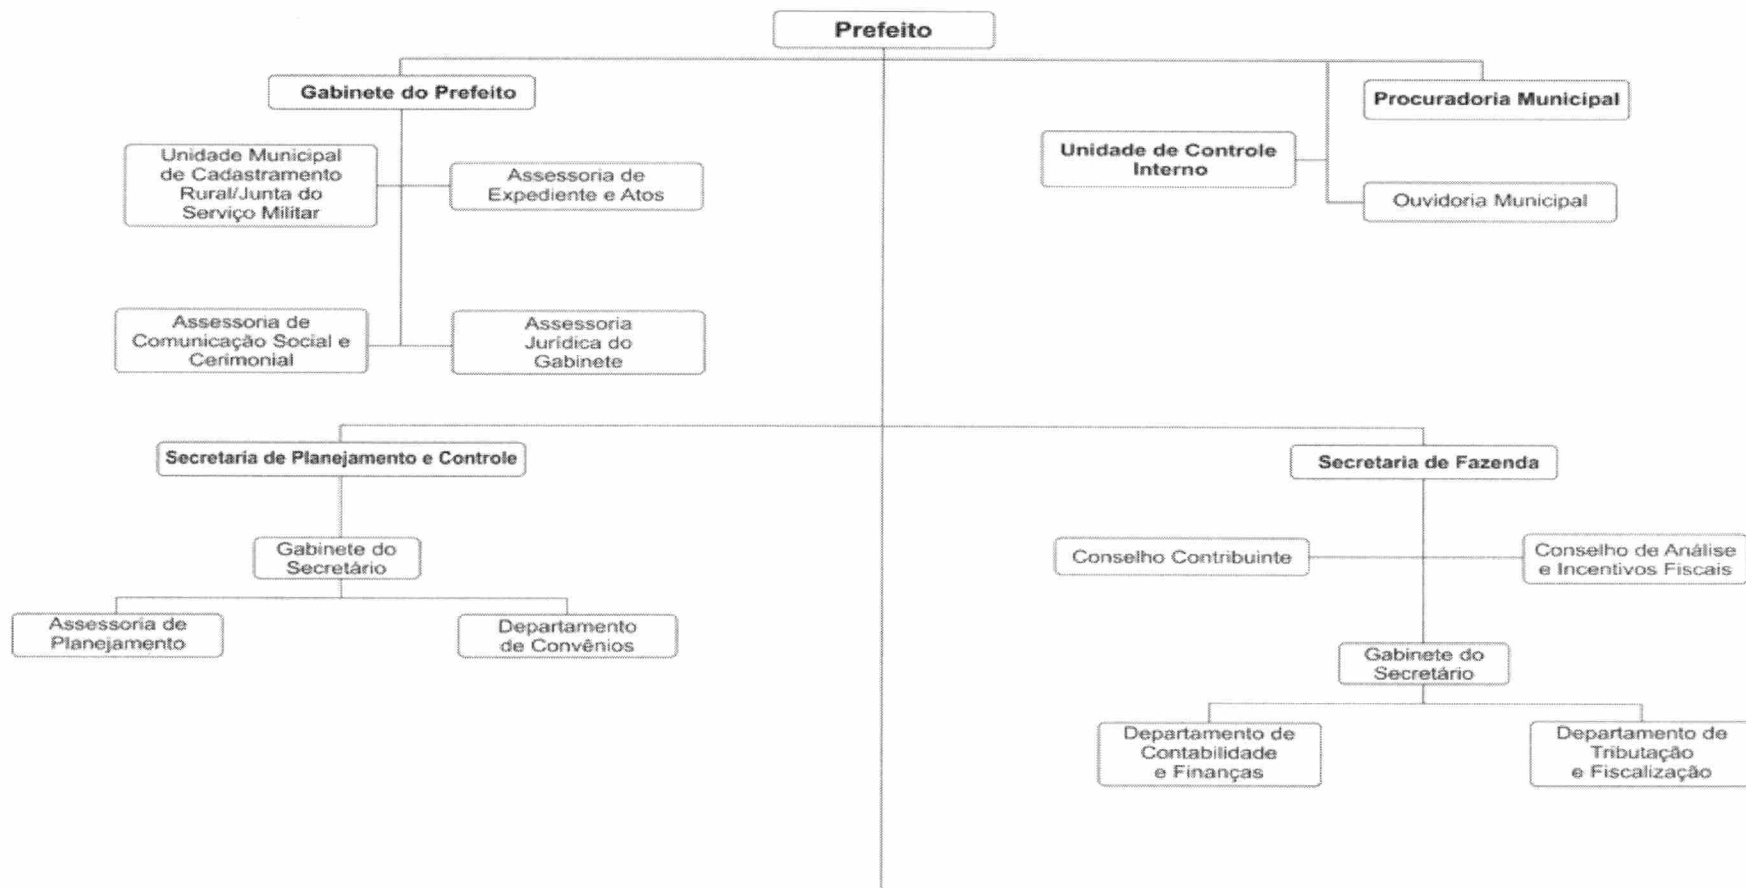 Prefeito
Gabinete do Prefeito
Procuradoria Municipal
Unidade Municipal
de Cadastramento
Rural/Junta do
Serviço Militar
Assessoria de
Expediente e Atos
Unidade de Controle
Interno
Ouvidoria Municipal
Assessoria de
Comunicação Social e
Cerimonial
Assessoria
Jurídica do
Gabinete
Secretaria de Planejamento e Controle
Secretaria de Fazenda
Gabinete do
Secretário
Conselho Contribuinte
Conselho de Análise
e Incentivos Fiscais
Assessoria de
Planejamento
Departamento
de Convênios
Gabinete do
Secretário
Departamento de
Contabilidade
e Finanças
Departamento de
Tributação
e Fiscalização